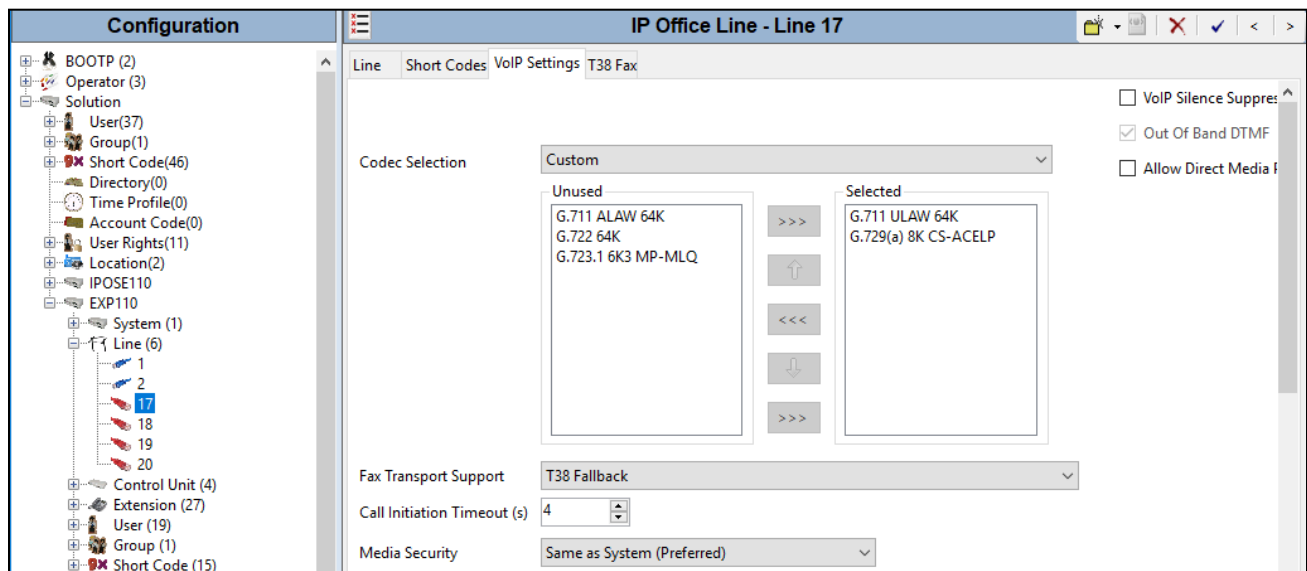 Configuration
BOOTP (2)
Operator (3)
Solution
User(37)
Group(1)
Short Code(46)
Directory(0)
Time Profile(0)
Account Code(0)
User Rights(11)
Location(2)
IPOSE110
EXP110
System (1)
Line (6)
1
2
17
18
19
20
Control Unit (4)
Extension (27)
User (19)
Group (1)
Short Code (15)
IP Office Line - Line 17
< >
Line Short Codes VoIP Settings T38 Fax
VoIP Silence Suppres
Out Of Band DTMF
Allow Direct Media P
Codec Selection Custom
Unused
G.711 ALAW 64K
G.722 64K
G.723.1 6K3 MP-MLQ
>>>
<<<
>>>
Selected
G.711 ULAW 64K
G.729(a) 8K CS-ACELP
Fax Transport Support T38 Fallback
Call Initiation Timeout (s) 4
Media Security Same as System (Preferred)